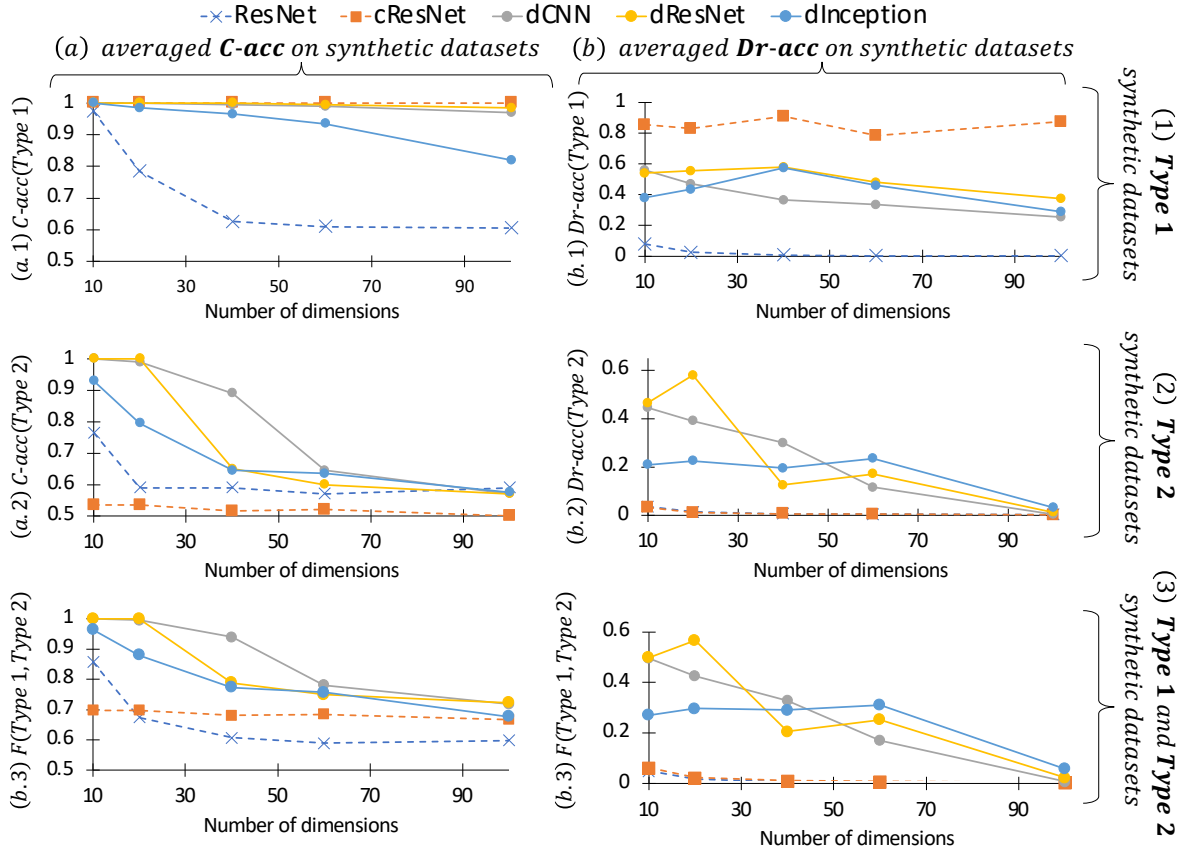 ResNet cResNet dCNN dResNet dInception
(a) averaged C-acc on synthetic datasets
(b) averaged Dr-acc on synthetic datasets
(a.1) C-acc(Type 1)
1
0.9
0.8
0.7
0.6
0.5
10 30 50 70 90
Number of dimensions
(b.1) Dr-acc(Type 1)
1
0.8
0.6
0.4
0.2
0
10 30 50 70 90
Number of dimensions
(1) Type 1
synthetic datasets
(a.2) C-acc(Type 2)
1
0.9
0.8
0.7
0.6
0.5
10 30 50 70 90
Number of dimensions
(b.2) Dr-acc(Type 2)
0.6
0.4
0.2
0
10 30 50 70 90
Number of dimensions
(2) Type 2
synthetic datasets
(b.3) F(Type 1, Type 2)
1
0.9
0.8
0.7
0.6
0.5
10 30 50 70 90
Number of dimensions
(b.3) F(Type 1, Type 2)
0.6
0.4
0.2
0
10 30 50 70 90
Number of dimensions
(3) Type 1 and Type 2
synthetic datasets